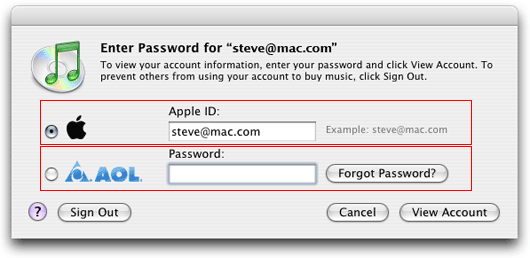 Enter Password for “steve@mac.com”
To view your account information, enter your password and click View Account. To
prevent others from using your account to buy music, click Sign Out.
Apple ID:
steve@mac.com
Example: steve@mac.com
Password:
AOL.
Forgot Password?
?
Sign Out
Cancel
View Account